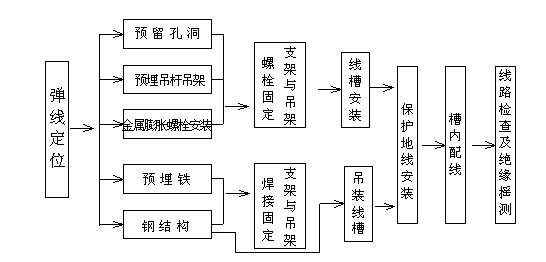 弹线定位
预留孔洞
预埋吊杆吊架
金属膨胀螺栓安装
预埋铁
钢结构
螺栓固定
支架与吊架
焊接固定
支架与吊架
线槽安装
吊装线槽
保护地线安装
槽内配线
线路检查及绝缘摇测